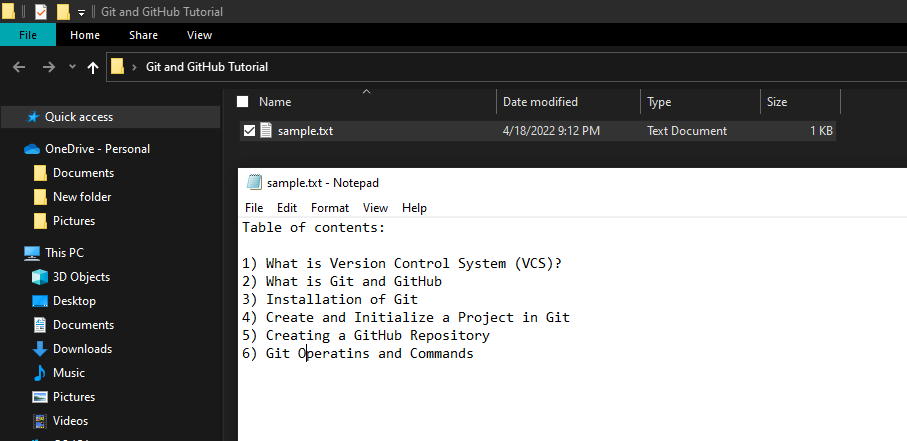 Git and GitHub Tutorial
File Home Share View
Git and GitHub Tutorial
Name Date modified Type Size
Quick access
sample.txt 4/18/2022 9:12 PM Text Document 1 KB
OneDrive - Personal
Documents
New folder
Pictures
This PC
3D Objects
Desktop
Documents
Downloads
Music
Pictures
Videos
sample.txt - Notepad
File Edit Format View Help
Table of contents:
1) What is Version Control System (VCS)?
2) What is Git and GitHub
3) Installation of Git
4) Create and Initialize a Project in Git
5) Creating a GitHub Repository
6) Git Operatins and Commands